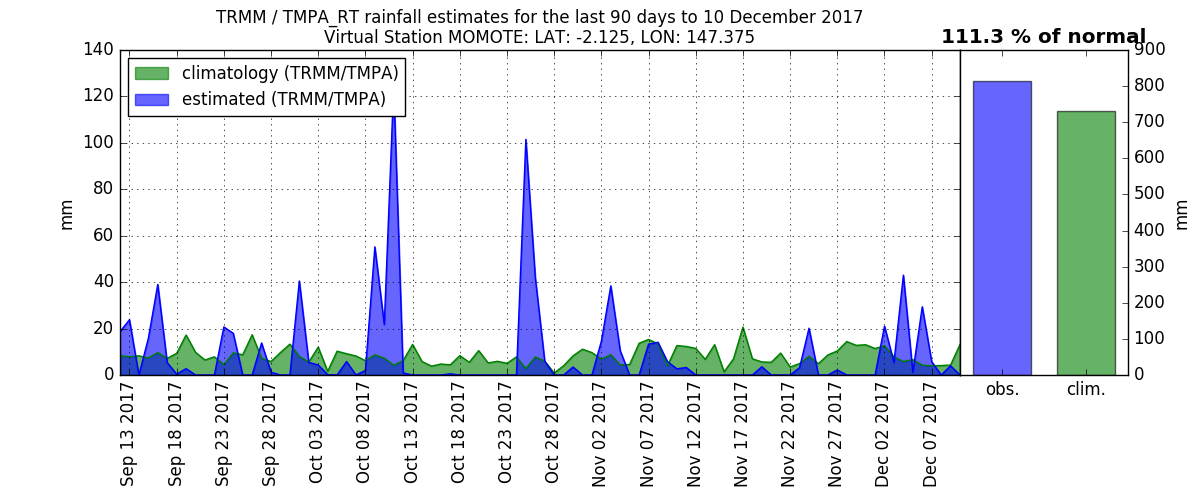 TRMM / TMPA_RT rainfall estimates for the last 90 days to 10 December 2017
Virtual Station MOMOTE: LAT: -2.125, LON: 147.375
111.3 % of normal
climatology (TRMM/TMPA)
estimated (TRMM/TMPA)
mm
140
120
100
80
60
40
20
0
Sep 13 2017
Sep 18 2017
Sep 23 2017
Sep 28 2017
Oct 03 2017
Oct 08 2017
Oct 13 2017
Oct 18 2017
Oct 23 2017
Oct 28 2017
Nov 02 2017
Nov 07 2017
Nov 12 2017
Nov 17 2017
Nov 22 2017
Nov 27 2017
Dec 02 2017
Dec 07 2017
900
800
700
600
500
400
300
200
100
0
mm
obs.
clim.